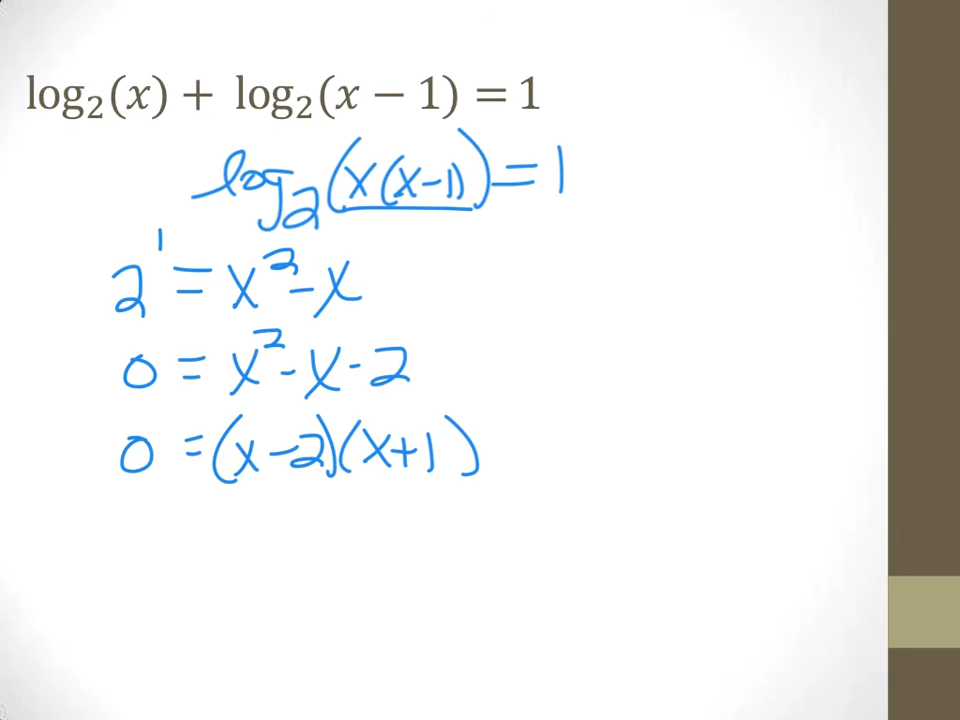 log₂(x) + log₂(x − 1) = 1
log₂(x(x-1)) = 1
2¹ = x² - x
0 = x² - x - 2
0 = (x-2)(x+1)